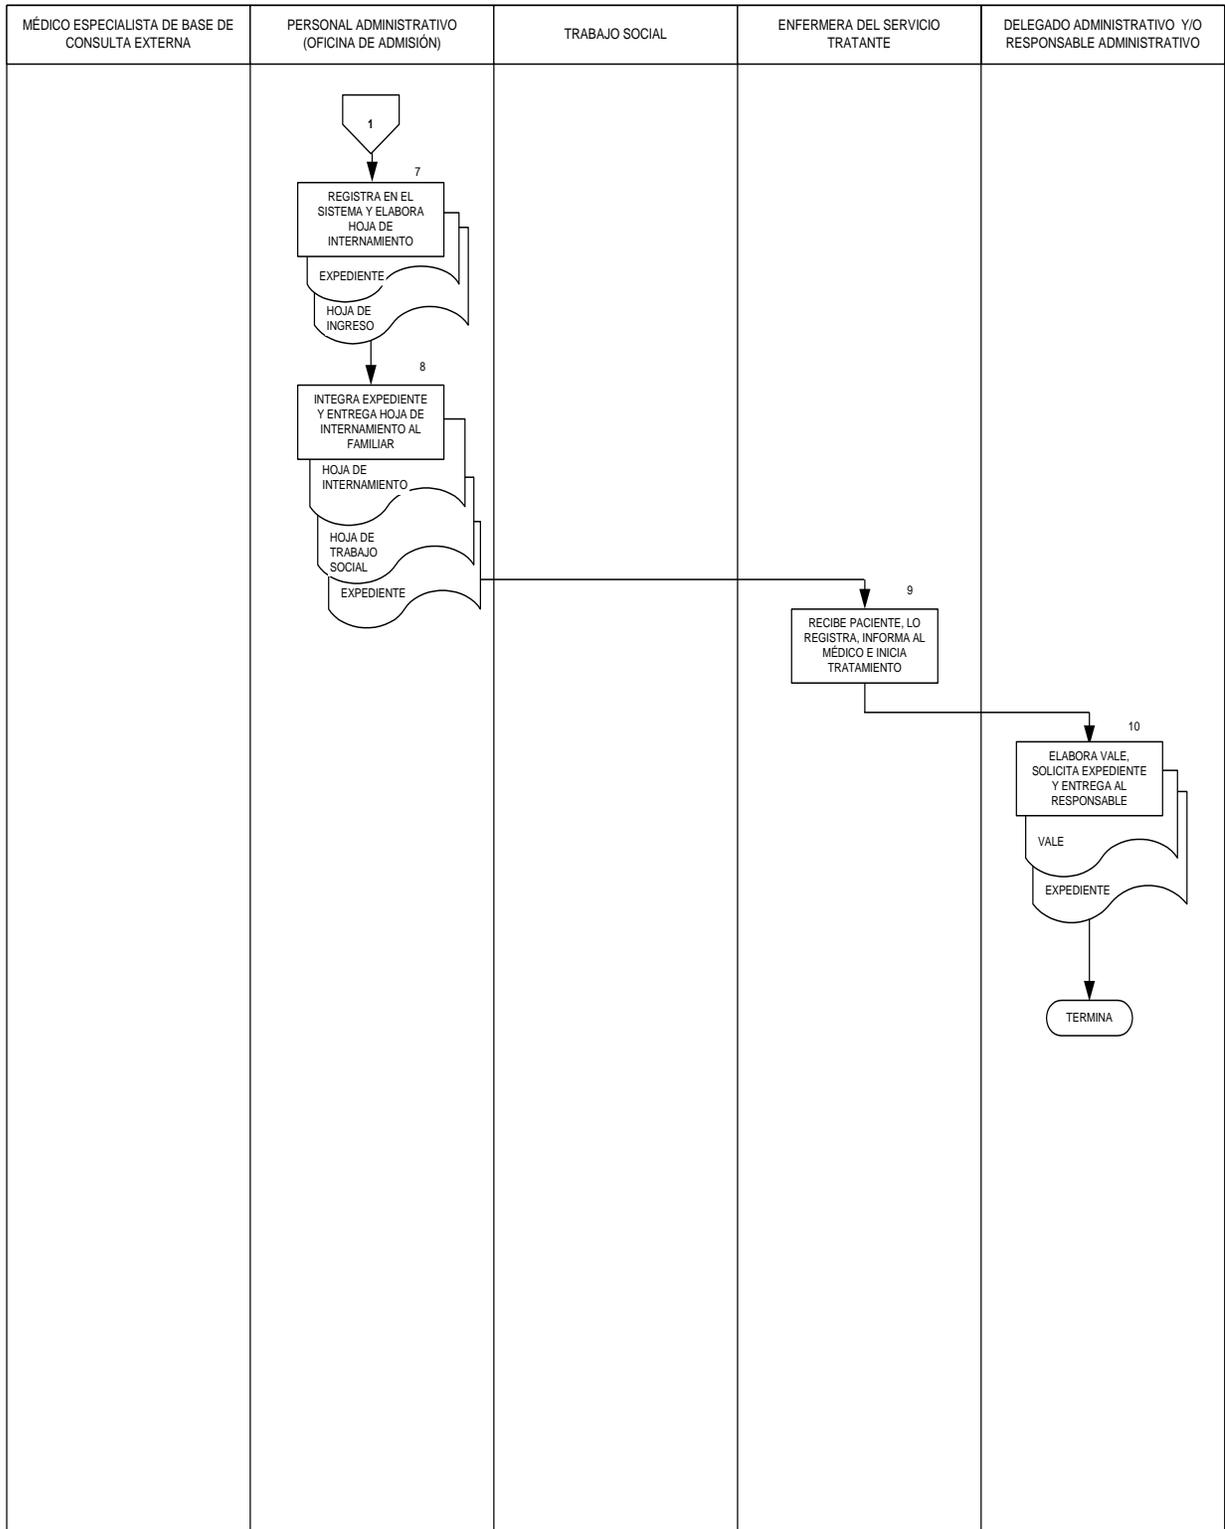 MÉDICO ESPECIALISTA DE BASE DE
CONSULTA EXTERNA
PERSONAL ADMINISTRATIVO
(OFICINA DE ADMISIÓN)
TRABAJO SOCIAL
ENFERMERA DEL SERVICIO
TRATANTE
DELEGADO ADMINISTRATIVO Y/O
RESPONSABLE ADMINISTRATIVO
1
7
REGISTRA EN EL
SISTEMA Y ELABORA
HOJA DE
INTERNAMIENTO
EXPEDIENTE
HOJA DE
INGRESO
8
INTEGRA EXPEDIENTE
Y ENTREGA HOJA DE
INTERNAMIENTO AL
FAMILIAR
HOJA DE
INTERNAMIENTO
HOJA DE
TRABAJO
SOCIAL
EXPEDIENTE
9
RECIBE PACIENTE, LO
REGISTRA, INFORMA AL
MÉDICO E INICIA
TRATAMIENTO
10
ELABORA VALE,
SOLICITA EXPEDIENTE
Y ENTREGA AL
RESPONSABLE
VALE
EXPEDIENTE
TERMINA